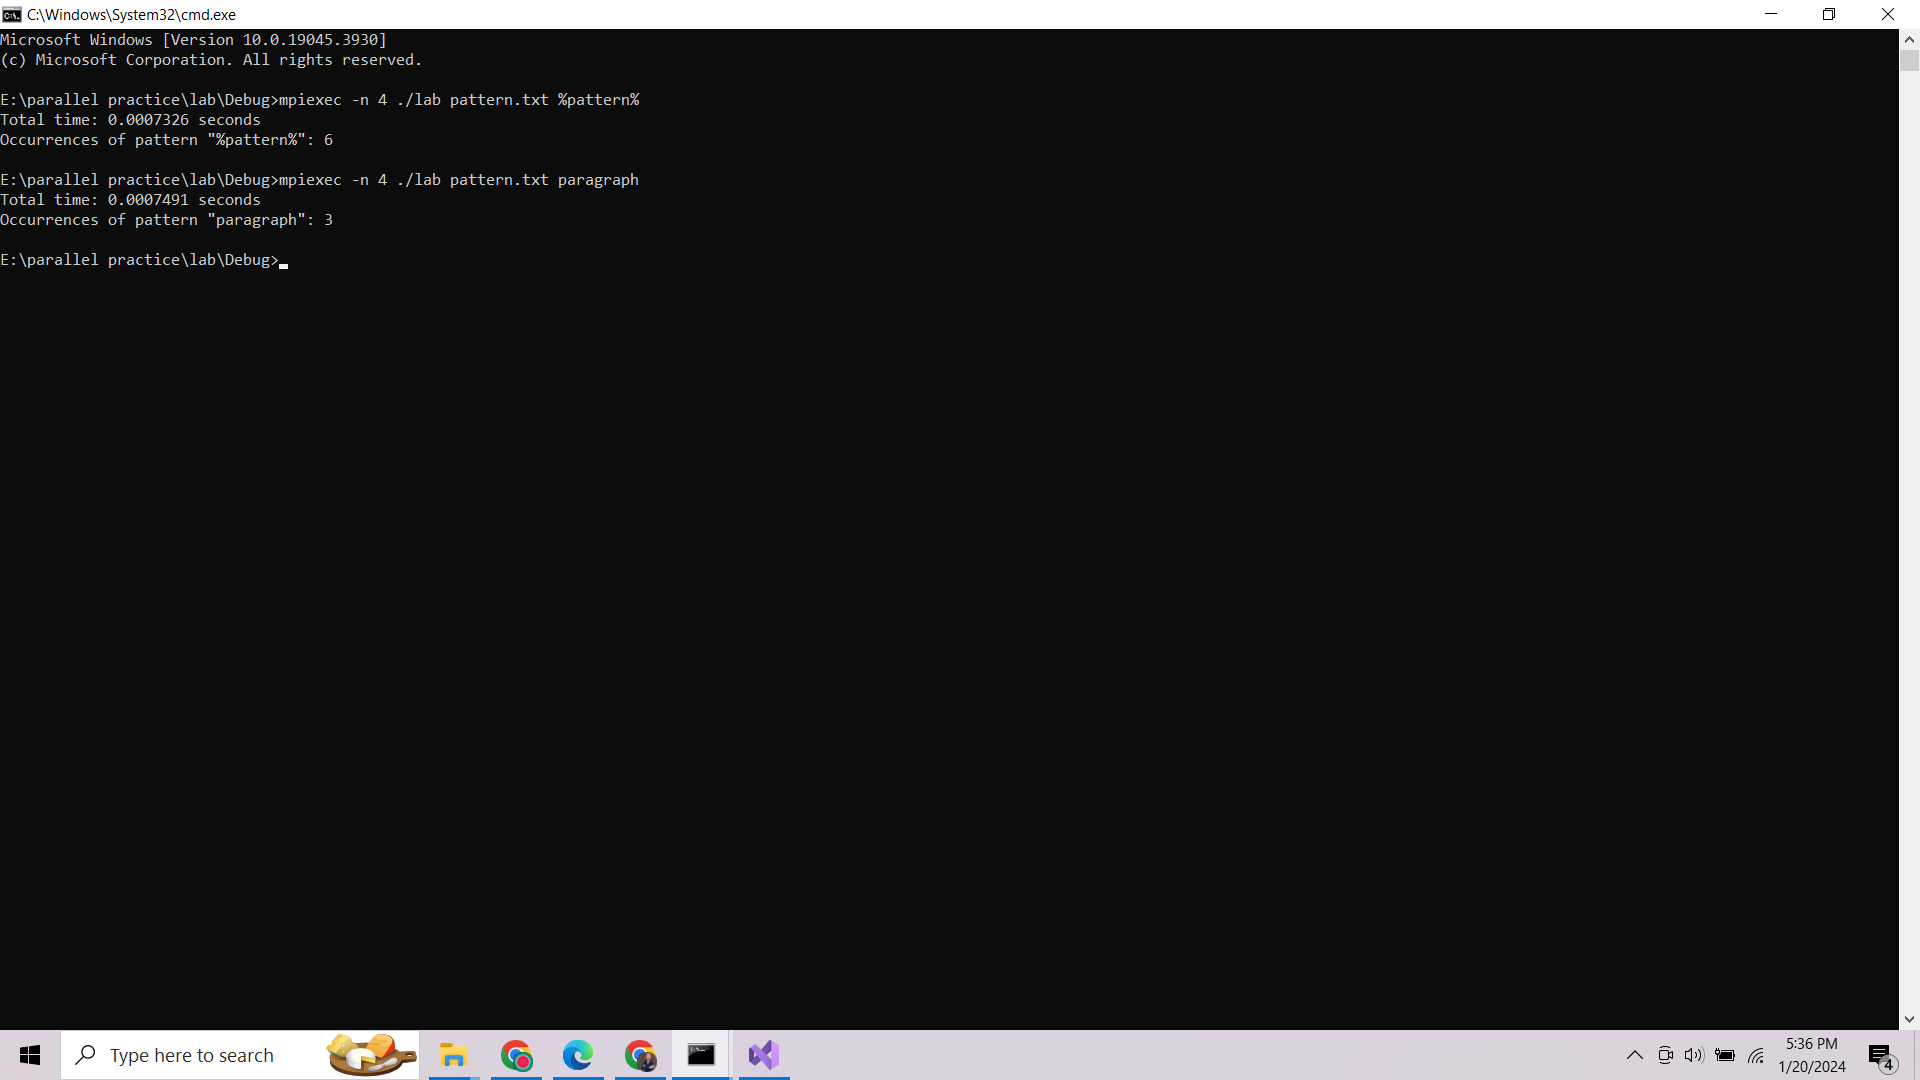 C:\Windows\System32\cmd.exe
Microsoft Windows [Version 10.0.19045.3930]
(c) Microsoft Corporation. All rights reserved.
E:\parallel practice\lab\Debug>mpiexec -n 4 ./lab pattern.txt %pattern%
Total time: 0.0007326 seconds
Occurrences of pattern "%pattern%": 6
E:\parallel practice\lab\Debug>mpiexec -n 4 ./lab pattern.txt paragraph
Total time: 0.0007491 seconds
Occurrences of pattern "paragraph": 3
E:\parallel practice\lab\Debug>
Type here to search
5:36 PM
1/20/2024
4